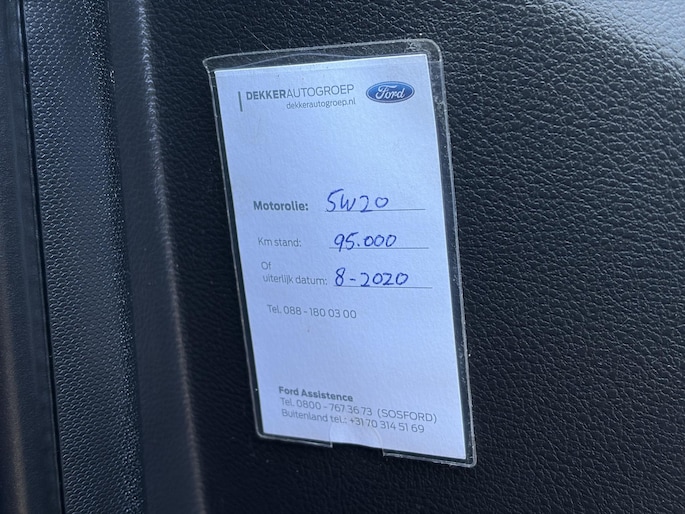 DEKKERAUTOGROEP
dekkerautogroep.nl
Ford
Motorolie: 5W20
Km stand: 95.000
Of
uiterlijk datum: 8-2020
Tel. 088 - 180 03 00
Ford Assistence
Tel. 0800 - 767 36 73 (SOSFORD)
Buitenland tel.: +31 70 314 51 69